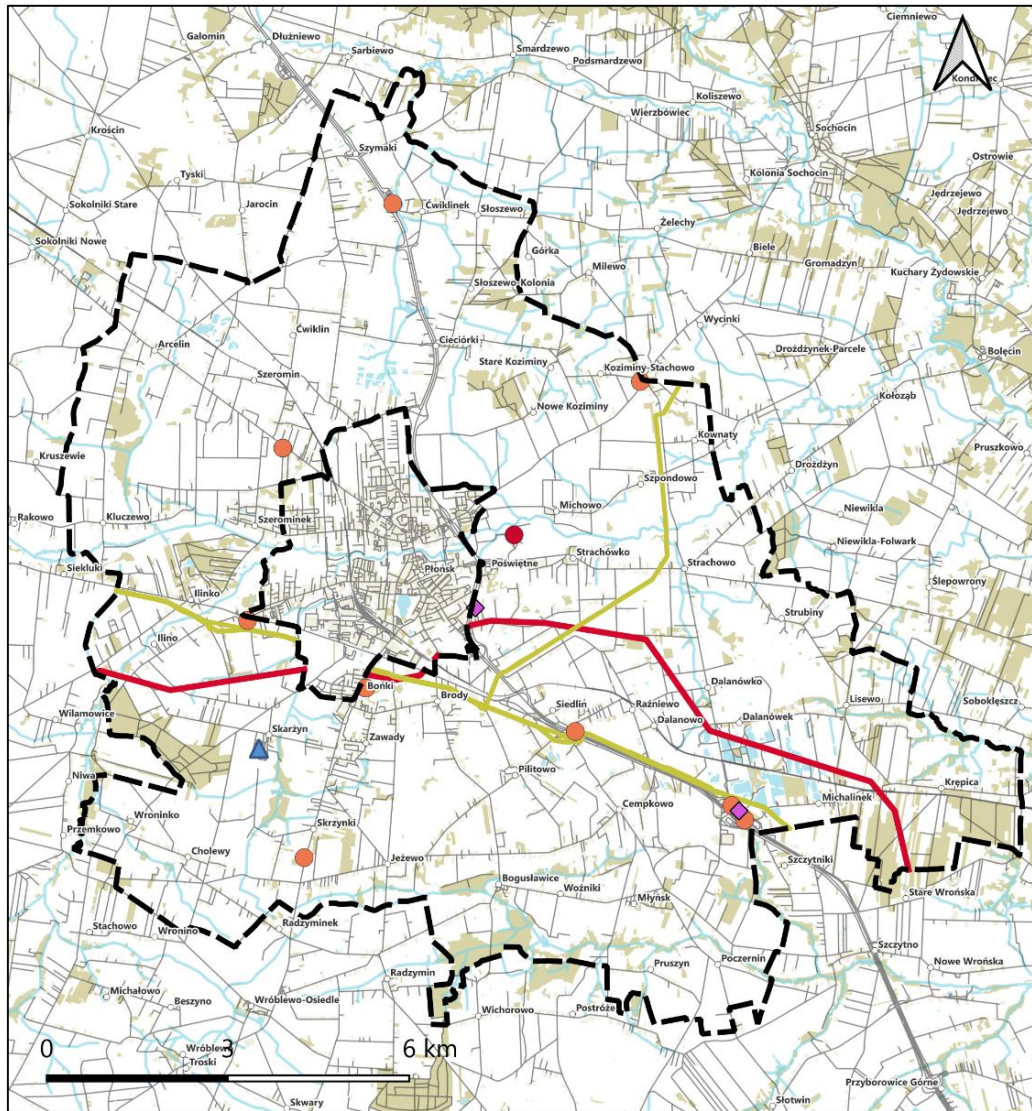 Ciemniewo
Galomin
Dłużniewo
Sarbiewo
Smardzewo
Podsmardzewo
Koliszewo
Wierzbówiec
Krościn
Sochocin
Szymaki
Ostrowie
Tyski
Kolonia Sochocin
Jędrzejewo
Sokolniki Stare
Jarocin
Ćwiklinek
Słoszewo
Jędrzejewo
Żelechy
Sokolniki Nowe
Górka
Biele
Milewo
Gromadzyn
Kuchary Żydowskie
Słoszewo-Kolonia
Wycinki
Ćwiklin
Arcelin
Cieciórki
Drożdżynek-Parcele
Bolęcin
Stare Koziminy
Koziminy-Stachowo
Szeromin
Kołoząb
Nowe Koziminy
Kownaty
Pruszkowo
Kruszewie
Drożdżyn
Szpondowo
Michowo
Niewikla
Rakowo
Kluczewo
Szerominek
Niewikla-Folwark
Strachówko
Siekluki
Płońsk
Poświętne
Strachowo
Ślepowrony
Ilinko
Strubiny
Ilino
Bońki
Brody
Dalanówko
Lisewo
Sobokłęszcz
Siedlin
Raźniewo
Wilamowice
Skarżyn
Dalanowo
Dalanówek
Zawady
Pilitowo
Niwa
Krępica
Michalinek
Wroninko
Cempkowo
Skrzynki
Przemkowo
Cholewy
Jeżewo
Szczytniki
Bogusławice
Woźniki
Stare Wrońska
Młyńsk
Stachowo
Wronino
Radzyminek
Szczytno
Pruszyn
Poczernin
Nowe Wrońska
Radzymin
Michałowo
Beszyno
Wróblewo-Osiedle
Wichorowo
Postróże
0 3 6 km
Wróblewo
Troski
Przyborowice Górne
Skwary
Słotwin